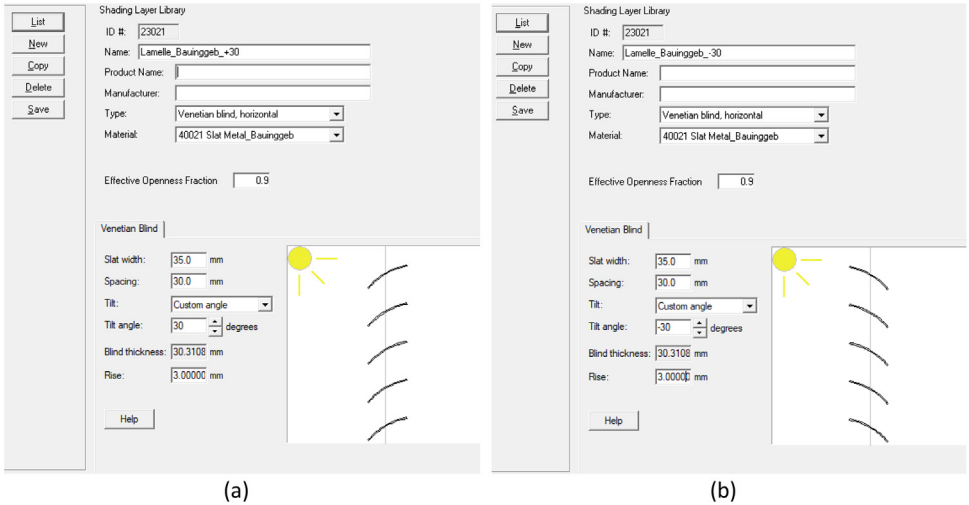 Shading Layer Library
List
ID #: 23021
New
Name: Lamelle_Bauinggeb_+30
Copy
Product Name:
Delete
Manufacturer:
Save
Type: Venetian blind, horizontal
Material: 40021 Slat Metal_Bauinggeb
Effective Openness Fraction 0.9
Venetian Blind
Slat width: 35.0 mm
Spacing: 30.0 mm
Tilt: Custom angle
Tilt angle: 30 degrees
Blind thickness: 30.3108 mm
Rise: 3.00000 mm
Help
(a)
Shading Layer Library
List
ID #: 23021
New
Name: Lamelle_Bauinggeb_-30
Copy
Product Name:
Delete
Manufacturer:
Save
Type: Venetian blind, horizontal
Material: 40021 Slat Metal_Bauinggeb
Effective Openness Fraction 0.9
Venetian Blind
Slat width: 35.0 mm
Spacing: 30.0 mm
Tilt: Custom angle
Tilt angle: -30 degrees
Blind thickness: 30.3108 mm
Rise: 3.00000 mm
Help
(b)